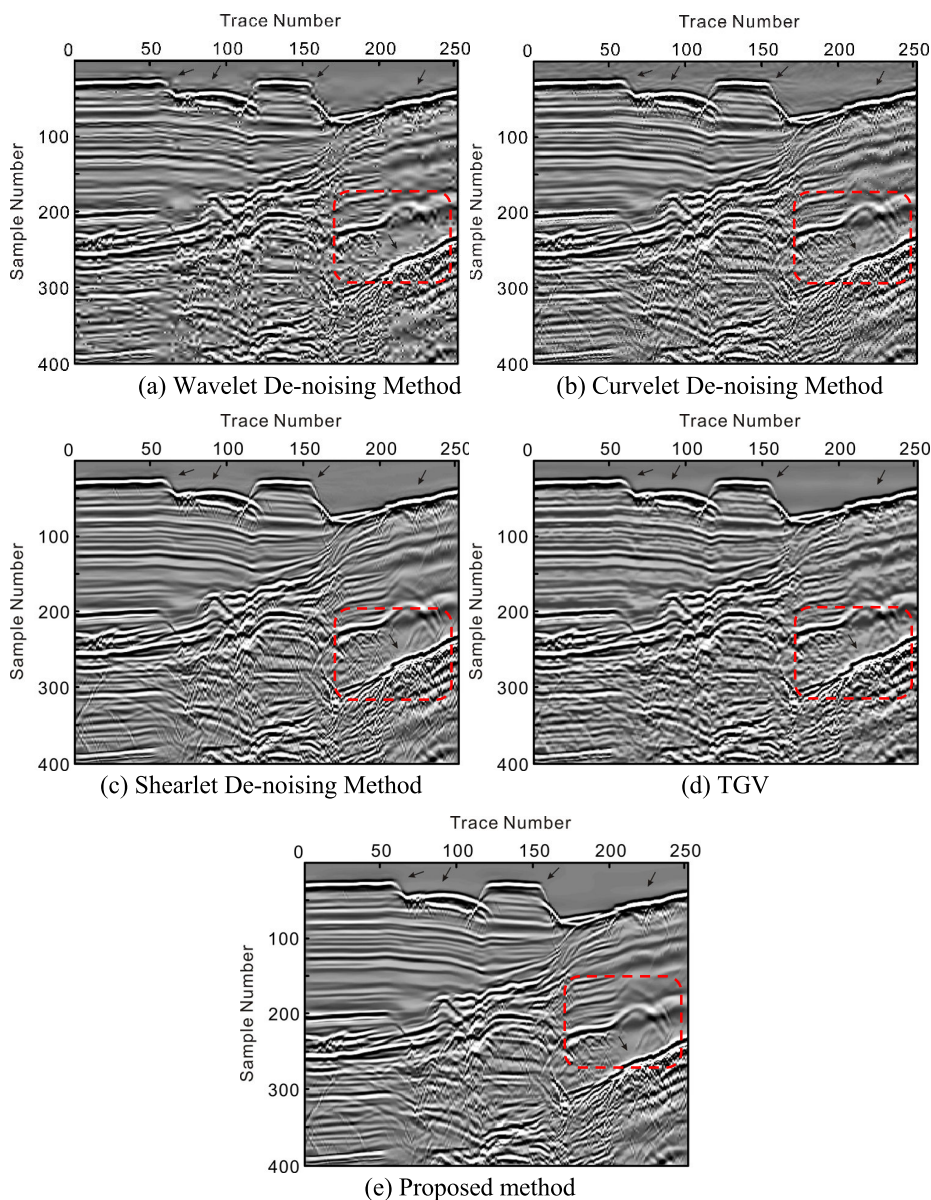 Trace Number
0 50 100 150 200 250
Sample Number
100
200
300
400
(a) Wavelet De-noising Method
Trace Number
0 50 100 150 200 250
Sample Number
100
200
300
400
(b) Curvelet De-noising Method
Trace Number
0 50 100 150 200 250
Sample Number
100
200
300
400
(c) Shearlet De-noising Method
Trace Number
0 50 100 150 200 250
Sample Number
100
200
300
400
(d) TGV
Trace Number
0 50 100 150 200 250
Sample Number
100
200
300
400
(e) Proposed method